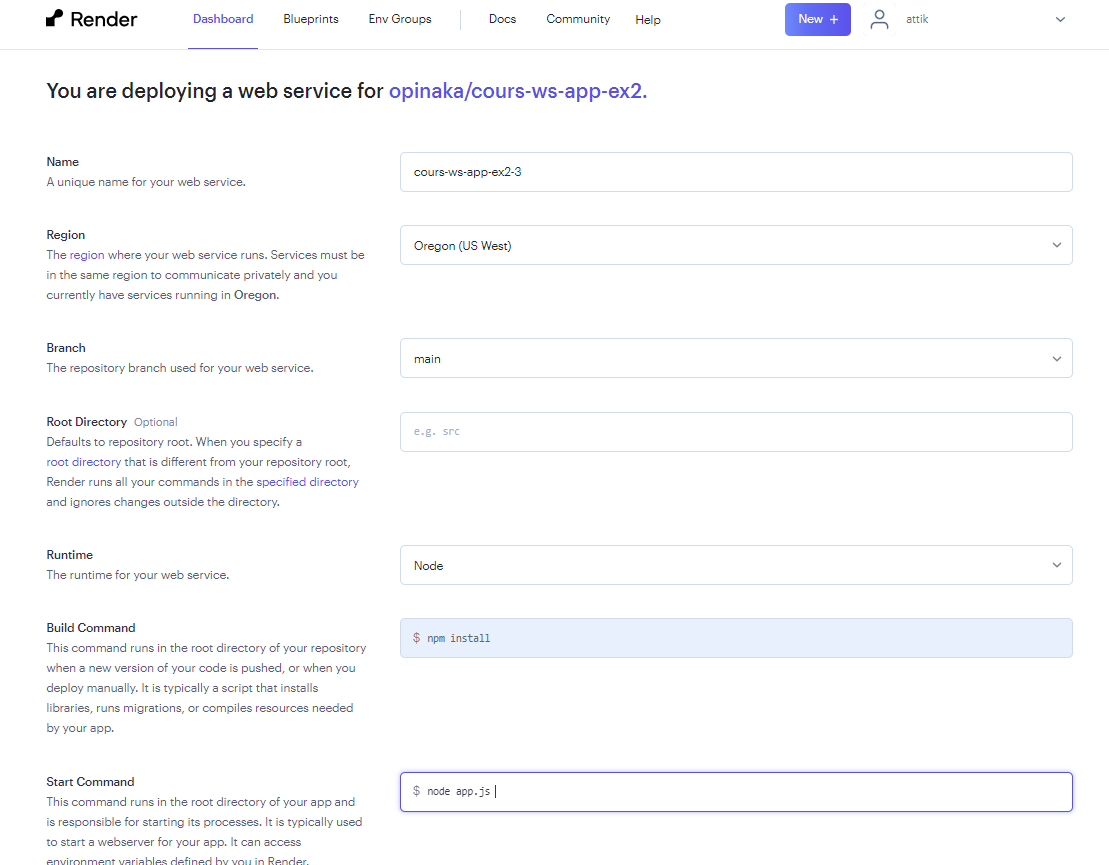 Render Dashboard Blueprints Env Groups Docs Community Help New + attik
You are deploying a web service for opinaka/cours-ws-app-ex2.
Name
A unique name for your web service.
cours-ws-app-ex2-3
Region
The region where your web service runs. Services must be
in the same region to communicate privately and you
currently have services running in Oregon.
Oregon (US West)
Branch
The repository branch used for your web service.
main
Root Directory Optional
Defaults to repository root. When you specify a
root directory that is different from your repository root,
Render runs all your commands in the specified directory
and ignores changes outside the directory.
e.g. src
Runtime
The runtime for your web service.
Node
Build Command
This command runs in the root directory of your repository
when a new version of your code is pushed, or when you
deploy manually. It is typically a script that installs
libraries, runs migrations, or compiles resources needed
by your app.
$ npm install
Start Command
This command runs in the root directory of your app and
is responsible for starting its processes. It is typically used
to start a webserver for your app. It can access
environment variables defined by you in Render.
$ node app.js